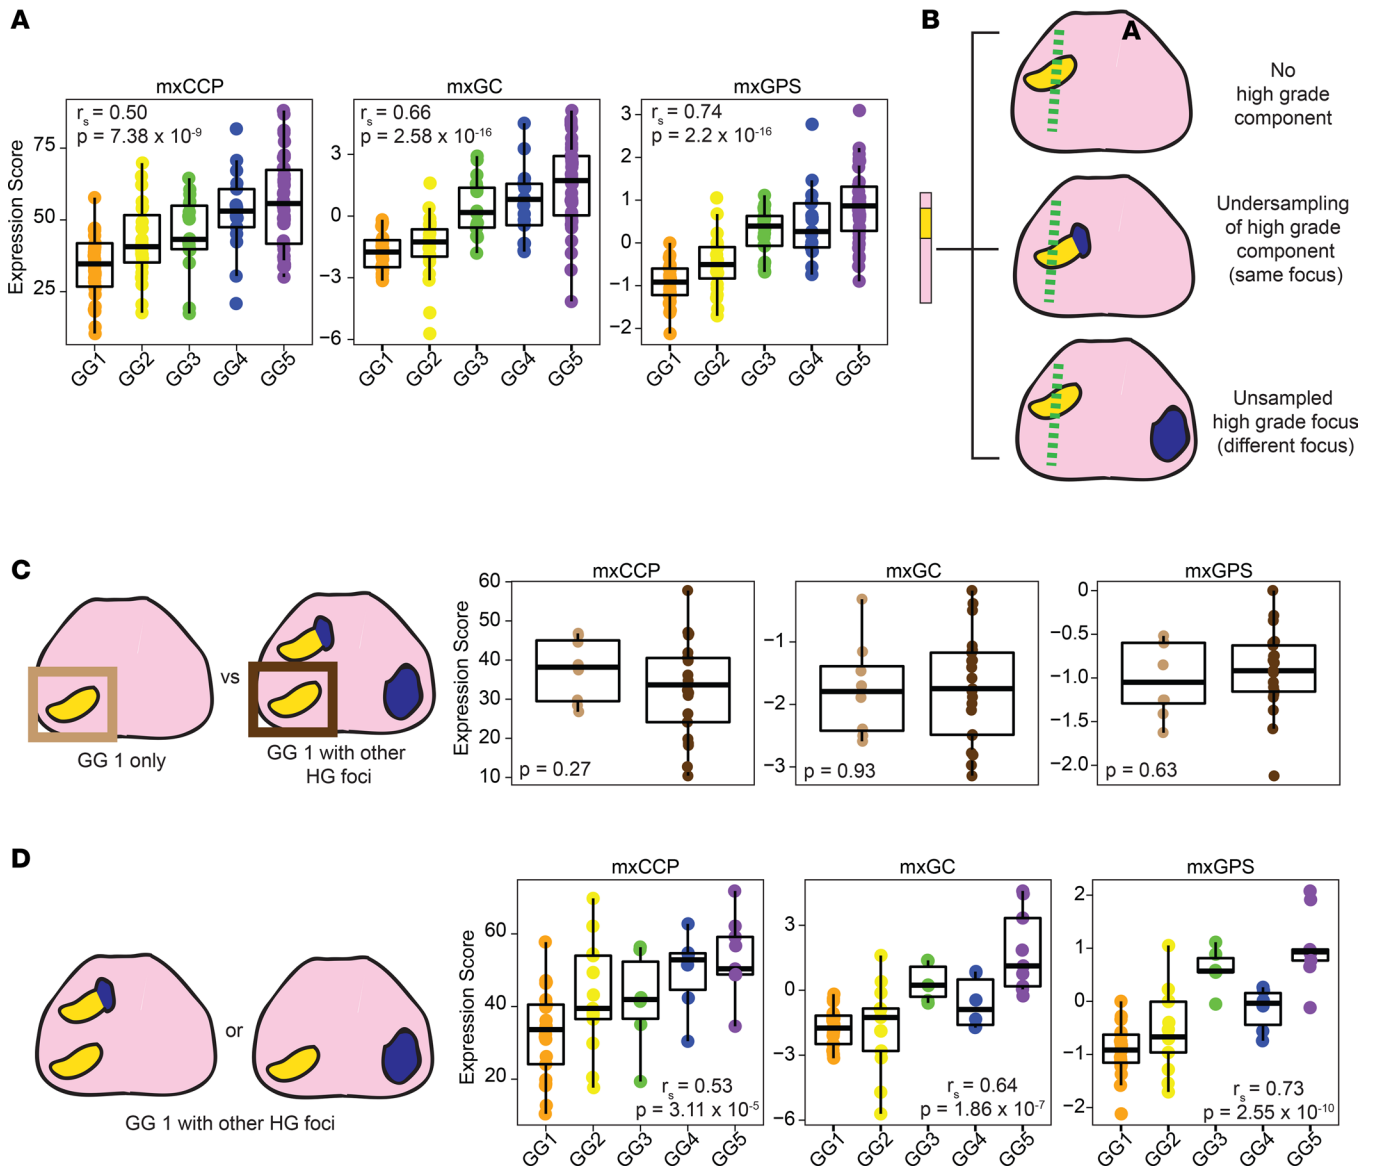 A
mxCCP
mxGC
mxGPS
Expression Score
75
50
25
rs = 0.50
p = 7.38 x 10-9
GG1
GG2
GG3
GG4
GG5
3
0
−3
−6
rs = 0.66
p = 2.58 x 10-16
GG1
GG2
GG3
GG4
GG5
3
2
1
0
−1
−2
rs = 0.74
p = 2.2 x 10-16
GG1
GG2
GG3
GG4
GG5
B
A
No
high grade
component
Undersampling
of high grade
component
(same focus)
Unsampled
high grade focus
(different focus)
C
GG 1 only
vs
GG 1 with other
HG foci
mxCCP
mxGC
mxGPS
Expression Score
60
50
40
30
20
10
p = 0.27
−1
−2
−3
p = 0.93
0
−0.5
−1.0
−1.5
−2.0
p = 0.63
D
or
GG 1 with other HG foci
mxCCP
mxGC
mxGPS
Expression Score
60
40
20
rs = 0.53
p = 3.11 x 10-5
GG1
GG2
GG3
GG4
GG5
3
0
−3
−6
rs = 0.64
p = 1.86 x 10-7
GG1
GG2
GG3
GG4
GG5
2
1
0
−1
−2
rs = 0.73
p = 2.55 x 10-10
GG1
GG2
GG3
GG4
GG5